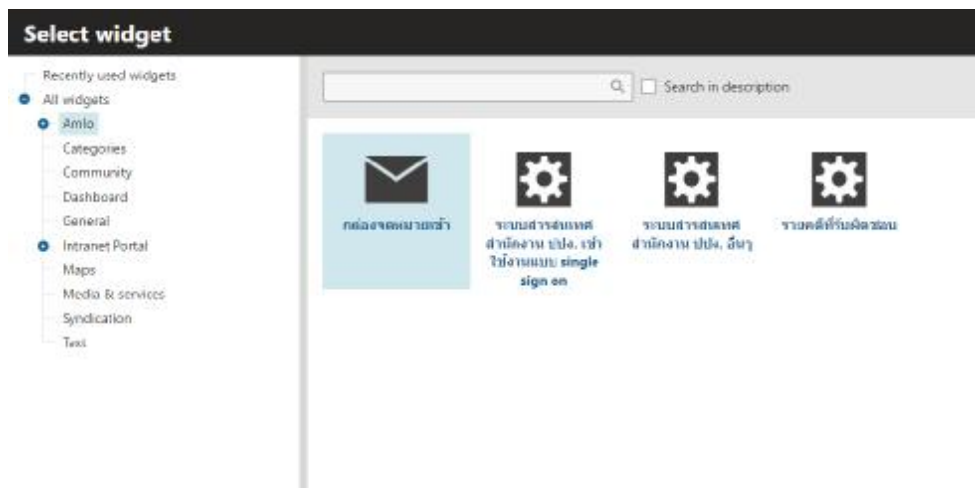 Select widget
Recently used widgets
All widgets
Amlo
Categories
Community
Dashboard
General
Intranet Portal
Maps
Media & services
Syndication
Text
Search in description
กล่องจดหมายเข้า
ระบบสารสนเทศ
สำนักงาน ปปง. เข้า
ใช้งานแบบ single
sign on
ระบบสารสนเทศ
สำนักงาน ปปง. อื่นๆ
รายคดีที่รับผิดชอบ